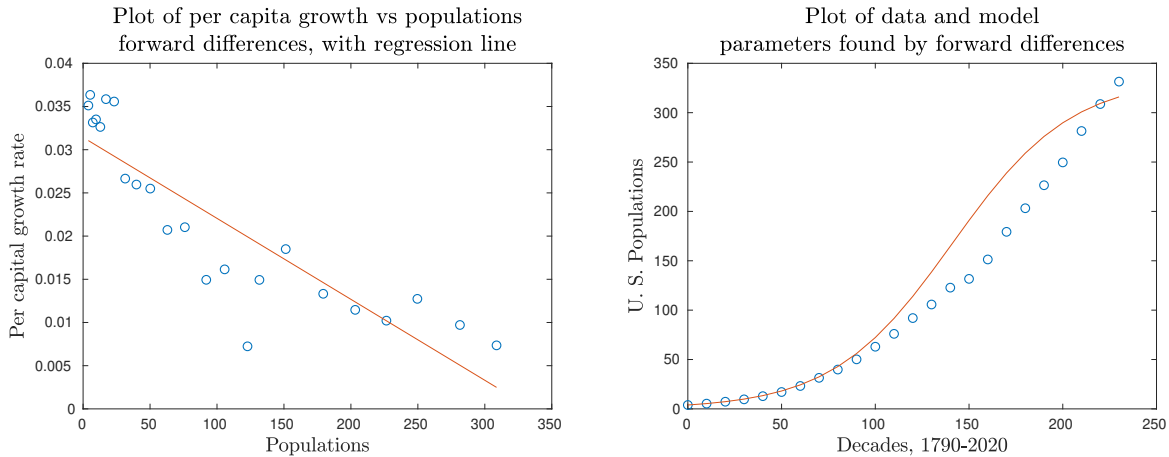 Plot of per capita growth vs populations
forward differences, with regression line
0.04
0.035
0.03
0.025
0.02
0.015
0.01
0.005
0
Per capital growth rate
0 50 100 150 200 250 300 350
Populations
Plot of data and model
parameters found by forward differences
350
300
250
200
150
100
50
0
U. S. Populations
0 50 100 150 200 250
Decades, 1790-2020